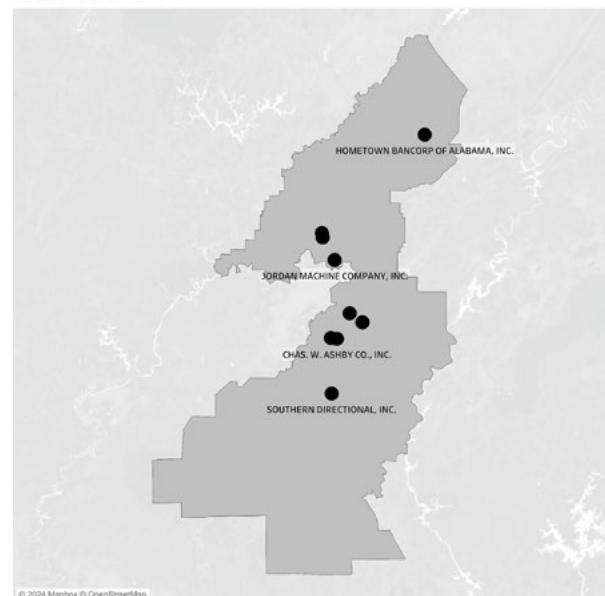 HOMETOWN BANCORP OF ALABAMA, INC.
JORDAN MACHINE COMPANY, INC.
CHAS. W. ASHBY CO., INC.
SOUTHERN DIRECTIONAL, INC.
© 2024 Mapbox © OpenStreetMap